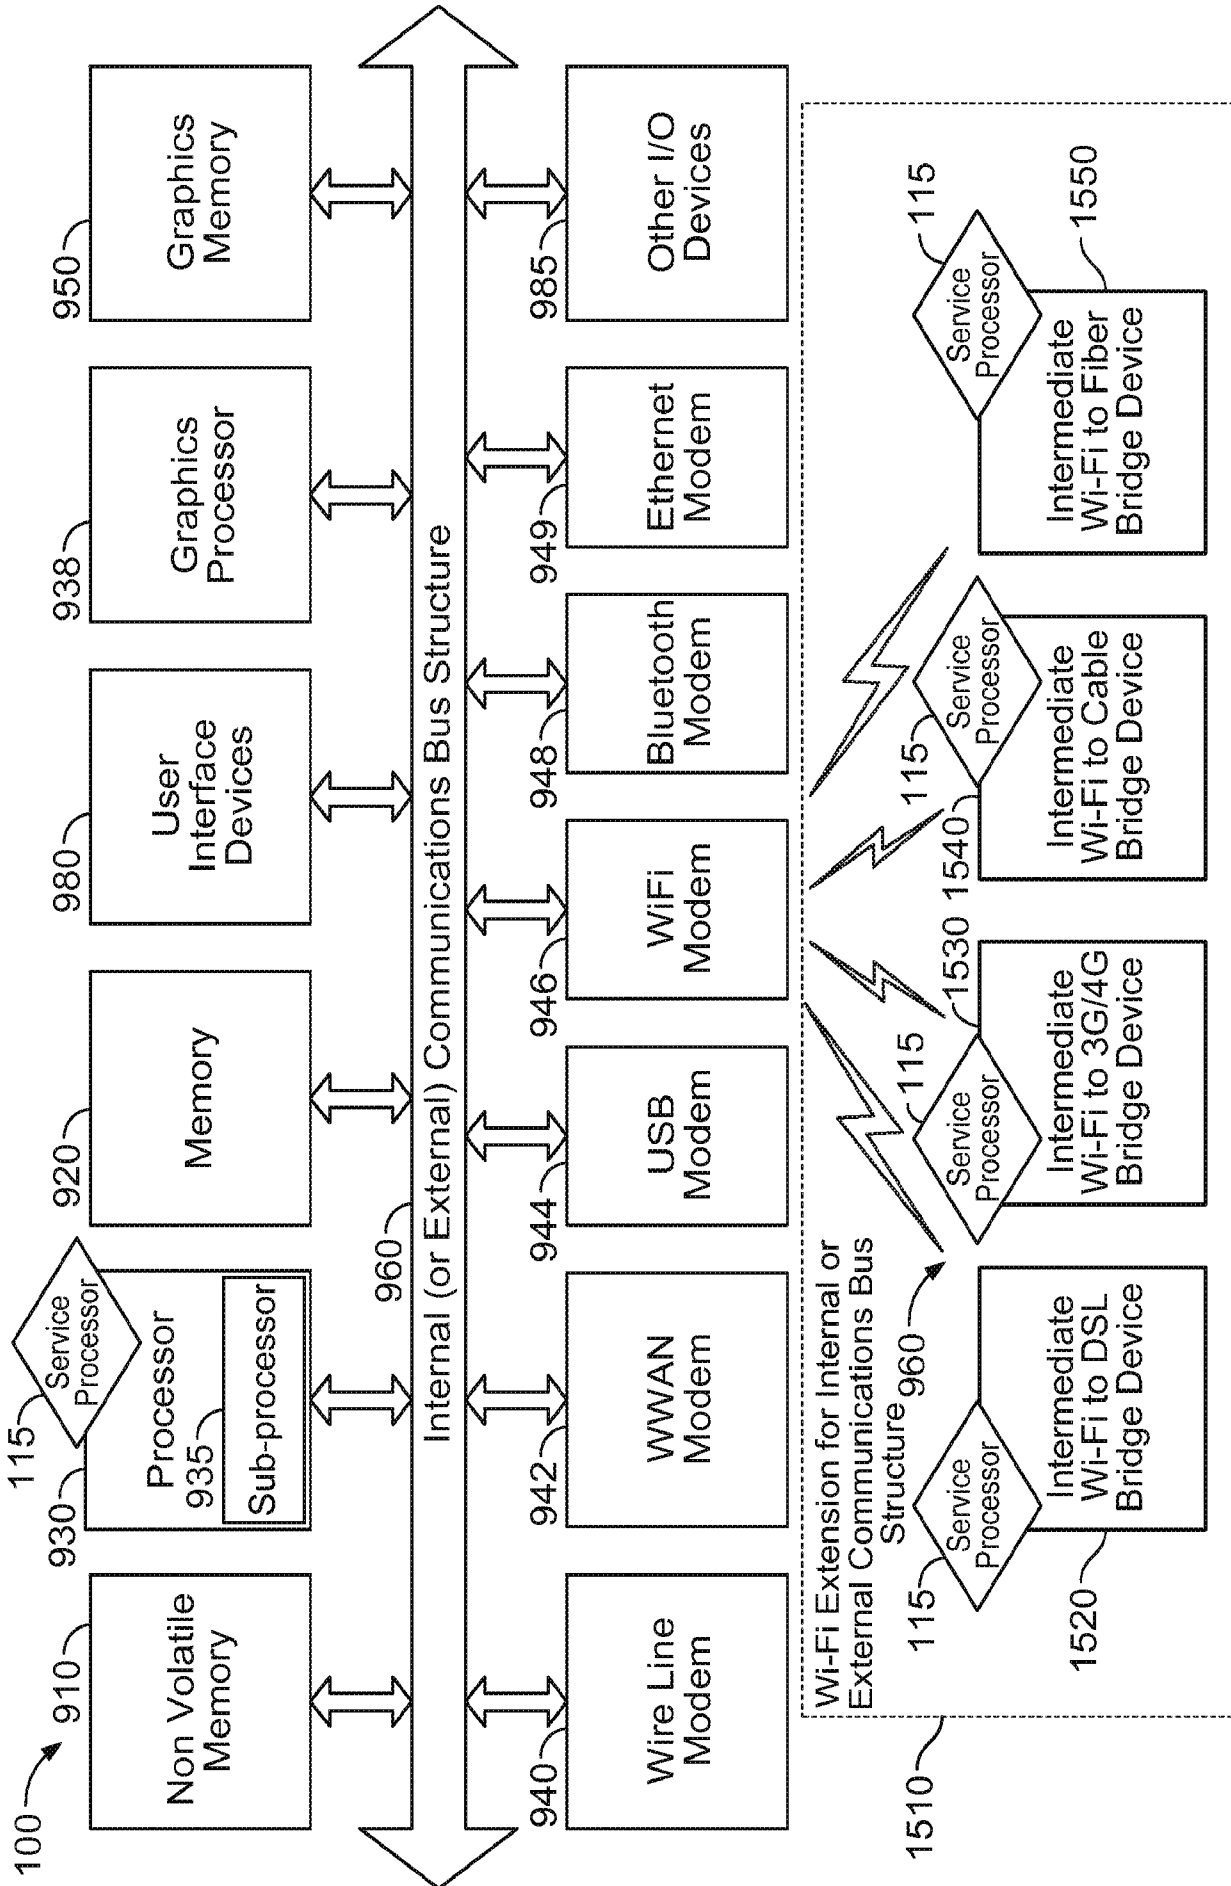 100
910
Non Volatile
Memory
930
115
Service
Processor
Processor
935
Sub-processor
920
Memory
980
User
Interface
Devices
938
Graphics
Processor
950
Graphics
Memory
960
Internal (or External) Communications Bus Structure
940
Wire Line
Modem
942
WWAN
Modem
944
USB
Modem
946
WiFi
Modem
948
Bluetooth
Modem
949
Ethernet
Modem
985
Other I/O
Devices
1510
Wi-Fi Extension for Internal or
External Communications Bus
Structure
960
115
Service
Processor
1520
Intermediate
Wi-Fi to DSL
Bridge Device
115
Service
Processor
1530
Intermediate
Wi-Fi to 3G/4G
Bridge Device
1540
115
Service
Processor
Intermediate
Wi-Fi to Cable
Bridge Device
115
Service
Processor
1550
Intermediate
Wi-Fi to Fiber
Bridge Device